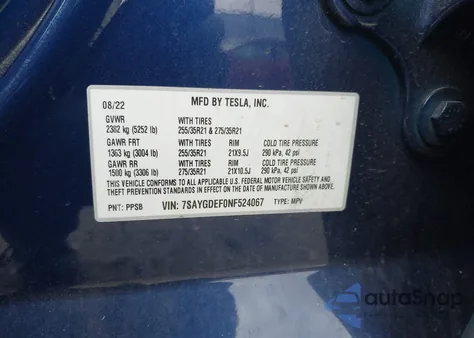 08/22 MFD BY TESLA, INC.
GVWR WITH TIRES
2382 kg (5252 lb) 255/35R21 & 275/35R21
GAWR FRT WITH TIRES RIM COLD TIRE PRESSURE
1363 kg (3004 lb) 255/35R21 21X9.5J 290 kPa, 42 psi
GAWR RR WITH TIRES RIM COLD TIRE PRESSURE
1500 kg (3306 lb) 275/35R21 21X10.5J 290 kPa, 42 psi
THIS VEHICLE CONFORMS TO ALL APPLICABLE U.S. FEDERAL MOTOR VEHICLE SAFETY AND
THEFT PREVENTION STANDARDS IN EFFECT ON THE DATE OF MANUFACTURE SHOWN ABOVE.
PNT: PPSB VIN: 7SAYGDEF0NF524067 TYPE: MPV
autoSnap